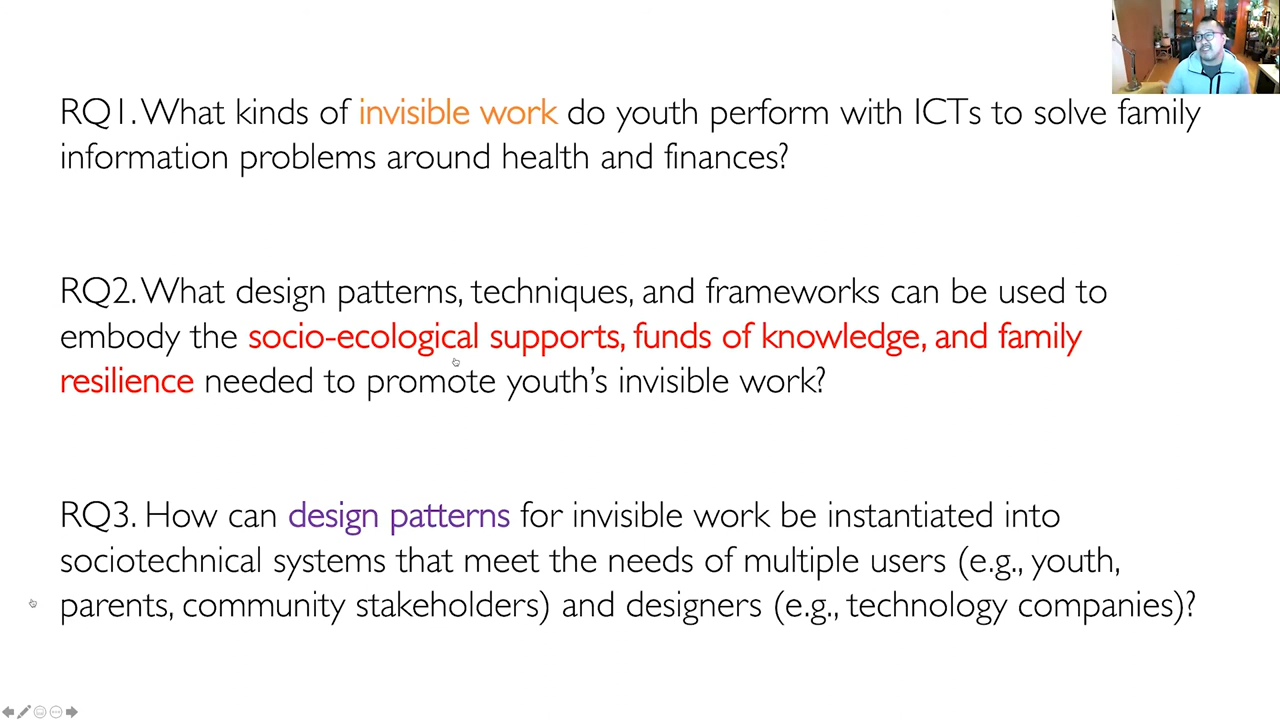 RQ1. What kinds of invisible work do youth perform with ICTs to solve family
information problems around health and finances?
RQ2. What design patterns, techniques, and frameworks can be used to
embody the socio-ecological supports, funds of knowledge, and family
resilience needed to promote youth's invisible work?
RQ3. How can design patterns for invisible work be instantiated into
sociotechnical systems that meet the needs of multiple users (e.g., youth,
parents, community stakeholders) and designers (e.g., technology companies)?